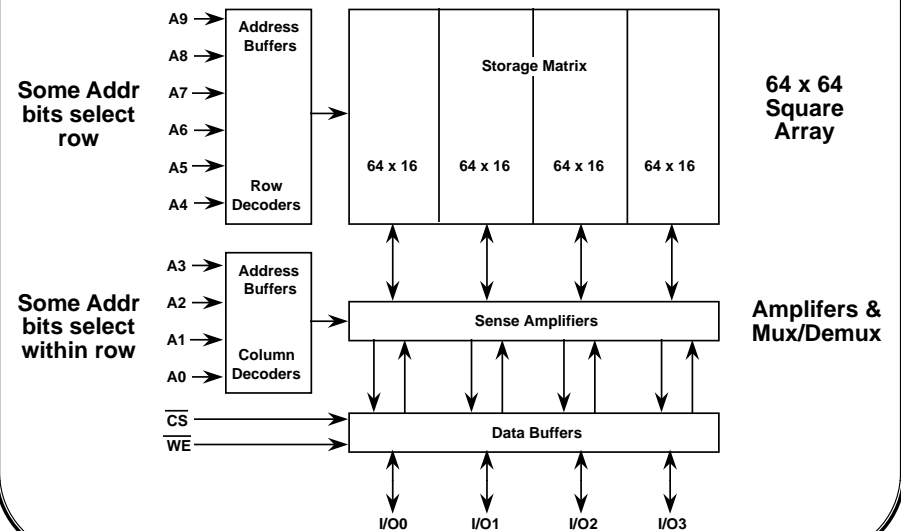 A9
A8
A7
A6
A5
A4
Address
Buffers
Row
Decoders
Storage Matrix
64 x 16
64 x 16
64 x 16
64 x 16
Some Addr
bits select
row
64 x 64
Square
Array
A3
A2
A1
A0
Address
Buffers
Column
Decoders
Some Addr
bits select
within row
Sense Amplifiers
Amplifers &
Mux/Demux
CS
WE
Data Buffers
I/O0
I/O1
I/O2
I/O3